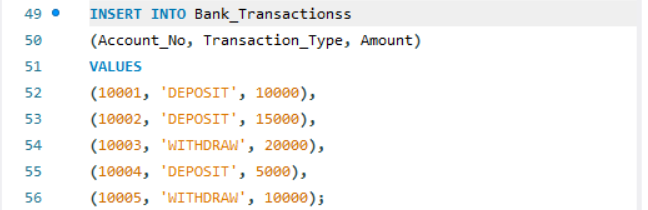 49 INSERT INTO Bank_Transactionss
50 (Account_No, Transaction_Type, Amount)
51 VALUES
52 (10001, 'DEPOSIT', 10000),
53 (10002, 'DEPOSIT', 15000),
54 (10003, 'WITHDRAW', 20000),
55 (10004, 'DEPOSIT', 5000),
56 (10005, 'WITHDRAW', 10000);